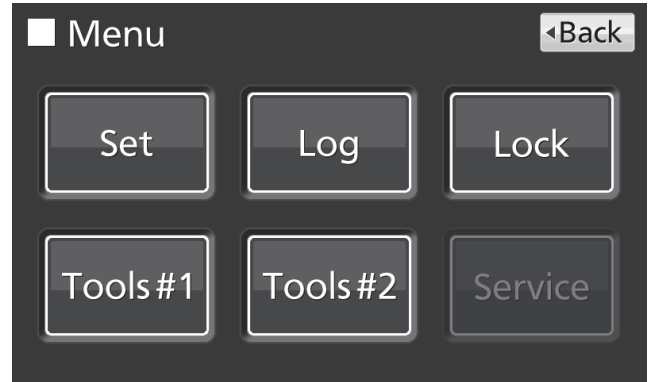 Menu
◂Back
Set
Log
Lock
Tools #1
Tools #2
Service